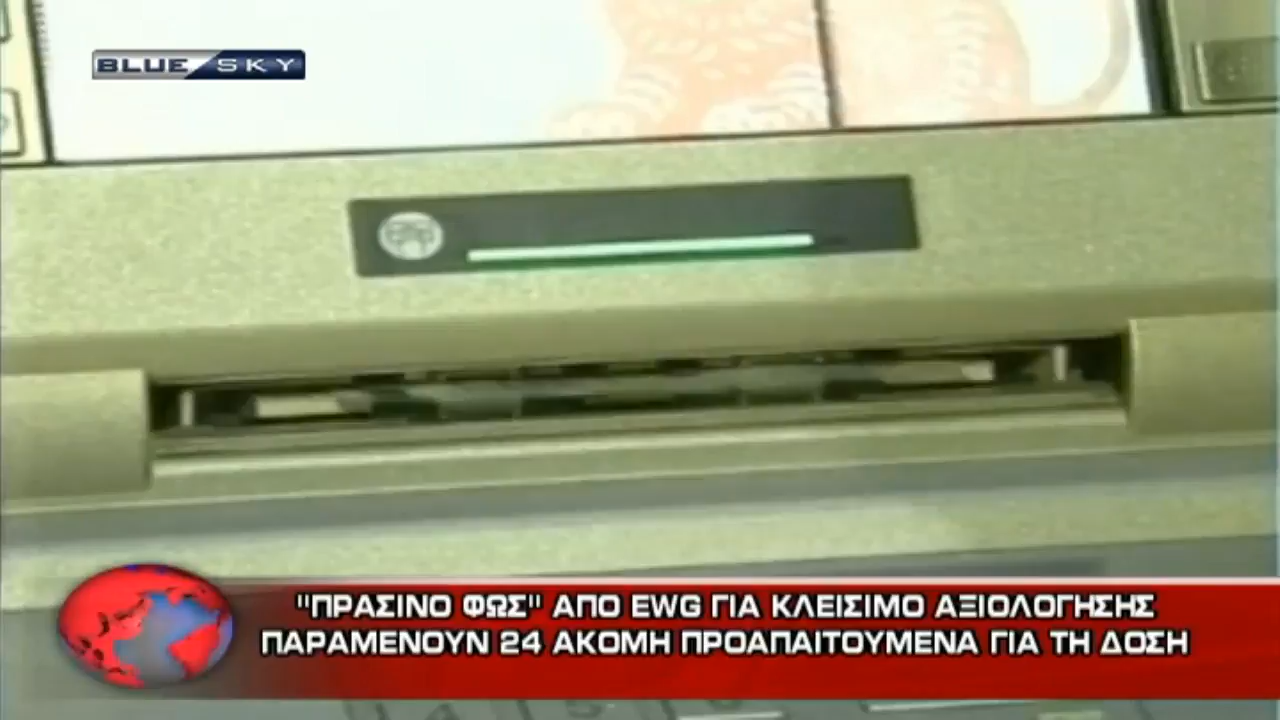 BLUE SKY
"ΠΡΑΣΙΝΟ ΦΩΣ" ΑΠΟ EWG ΓΙΑ ΚΛΕΙΣΙΜΟ ΑΞΙΟΛΟΓΗΣΗΣ
ΠΑΡΑΜΕΝΟΥΝ 24 ΑΚΟΜΗ ΠΡΟΑΠΑΙΤΟΥΜΕΝΑ ΓΙΑ ΤΗ ΔΟΣΗ